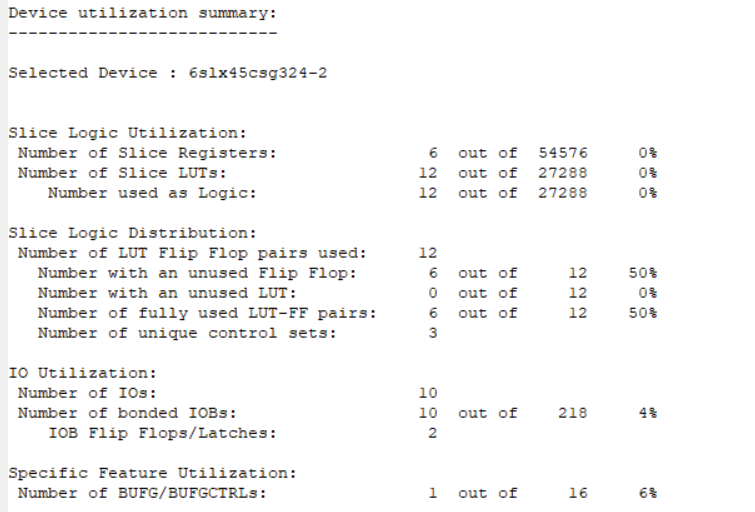 Device utilization summary:
---------------------------
Selected Device : 6slx45csg324-2
Slice Logic Utilization:
Number of Slice Registers: 6 out of 54576 0%
Number of Slice LUTs: 12 out of 27288 0%
Number used as Logic: 12 out of 27288 0%
Slice Logic Distribution:
Number of LUT Flip Flop pairs used: 12
Number with an unused Flip Flop: 6 out of 12 50%
Number with an unused LUT: 0 out of 12 0%
Number of fully used LUT-FF pairs: 6 out of 12 50%
Number of unique control sets: 3
IO Utilization:
Number of IOs: 10
Number of bonded IOBs: 10 out of 218 4%
IOB Flip Flops/Latches: 2
Specific Feature Utilization:
Number of BUFG/BUFGCTRLs: 1 out of 16 6%